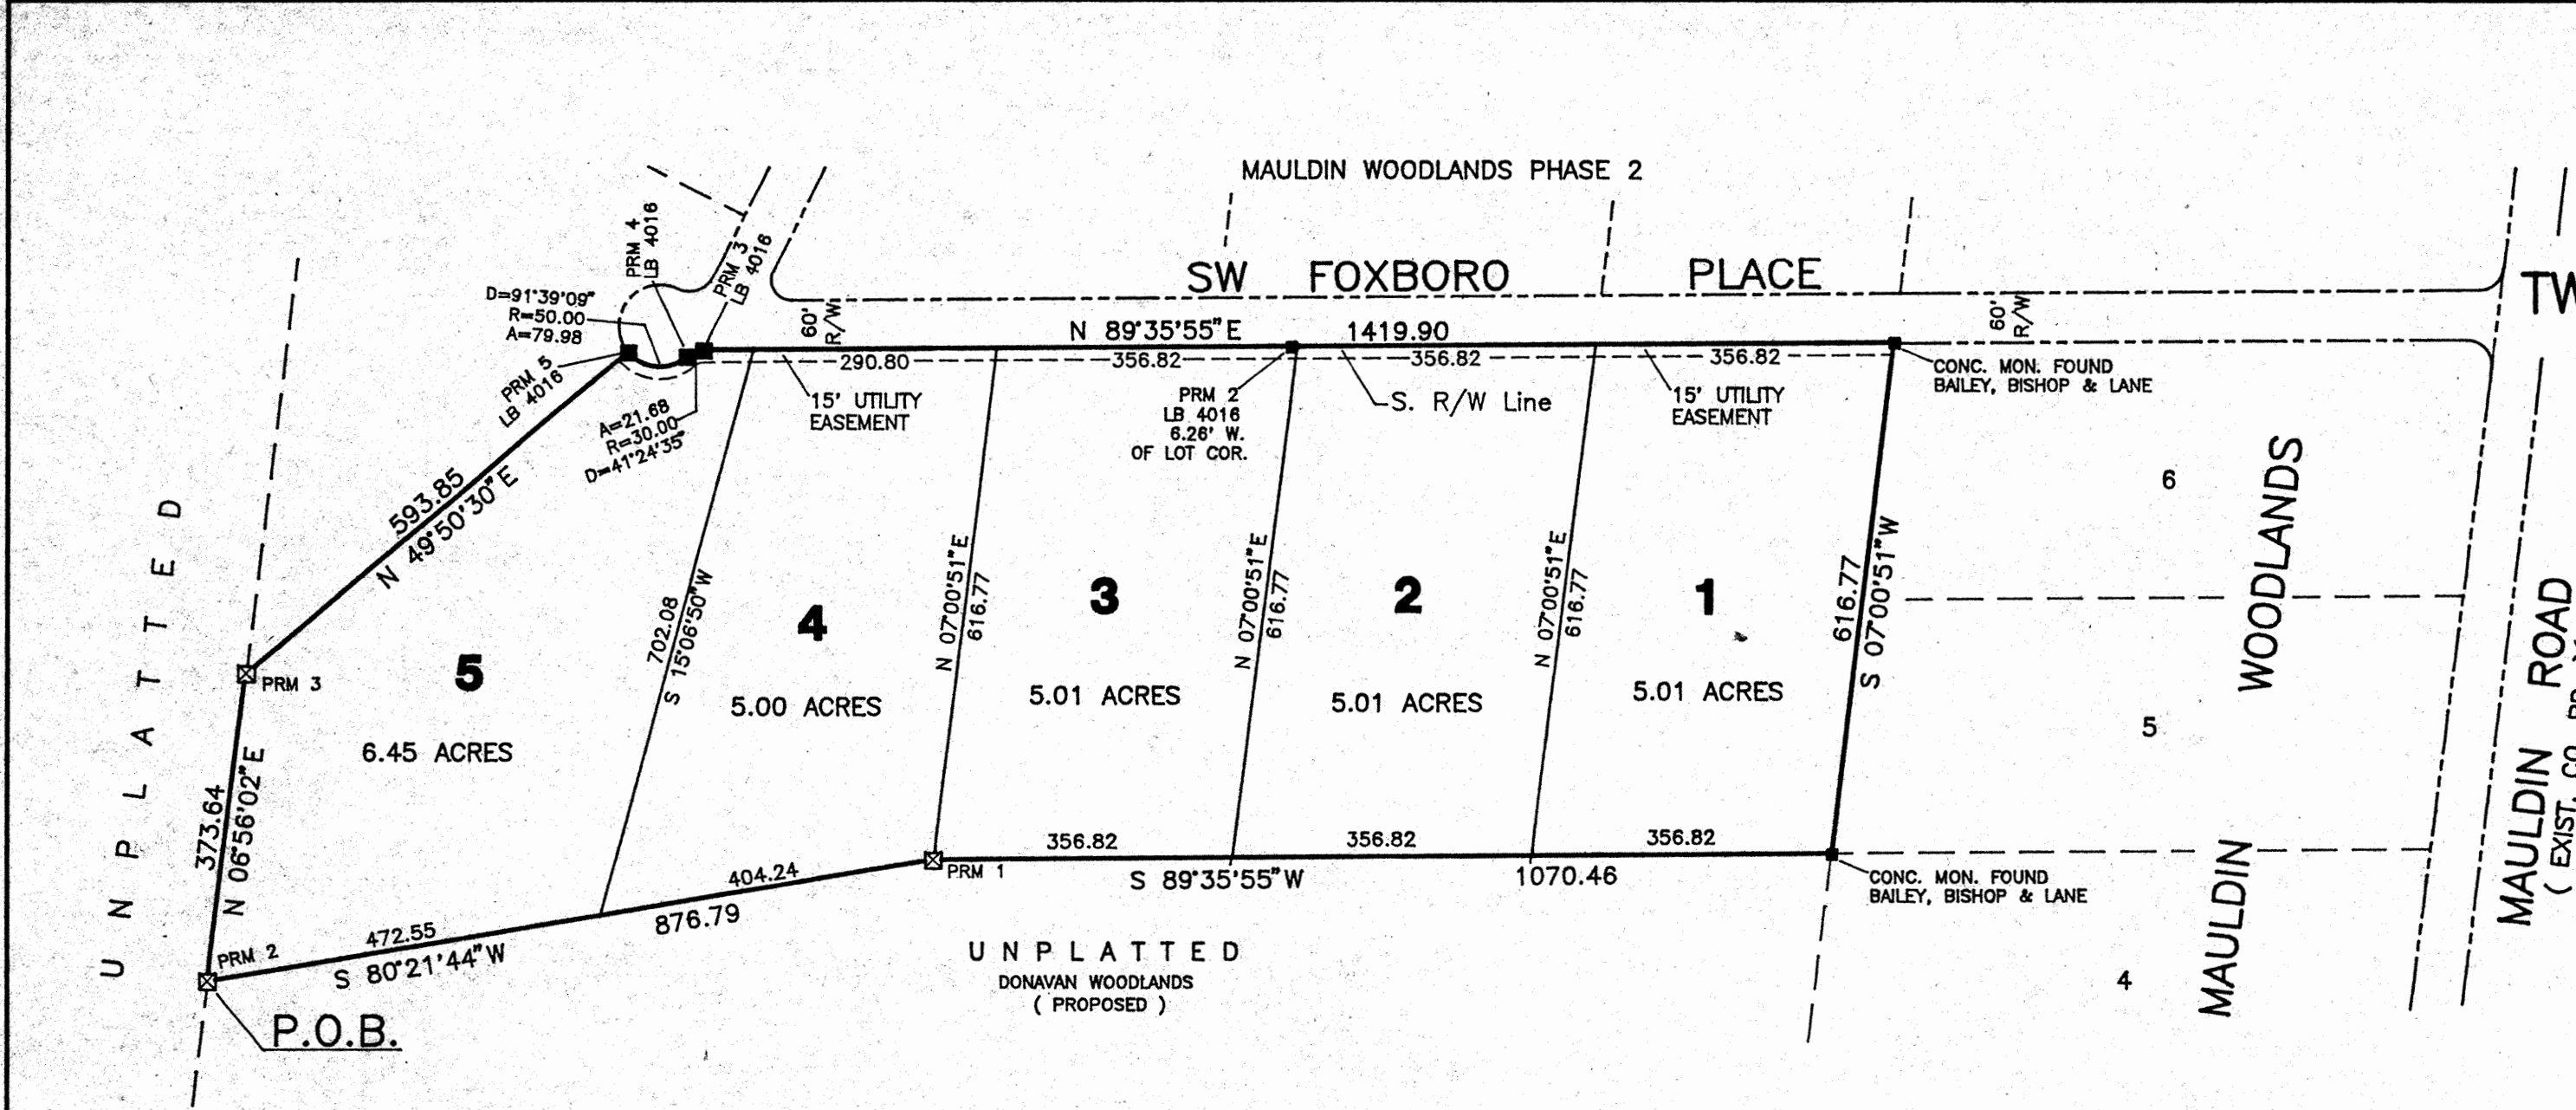 MAULDIN WOODLANDS PHASE 2
SW FOXBORO PLACE
TW
60'
R/W
60'
R/W
PRM 4
LB 4016
PRM 3
LB 4016
D=91°39'09"
R=50.00
A=79.98
PRM 5
LB 4016
A=21.68
R=30.00
D=41°24'35"
N 89°35'55" E 1419.90
290.80
356.82
356.82
356.82
15' UTILITY
EASEMENT
PRM 2
LB 4016
6.26' W.
OF LOT COR.
S. R/W Line
15' UTILITY
EASEMENT
CONC. MON. FOUND
BAILEY, BISHOP & LANE
593.85
N 49°50'30" E
UNPLATTED
PRM 3
373.64
N 06°56'02" E
5
6.45 ACRES
702.08
S 15°06'50" W
4
5.00 ACRES
N 07°00'51" E
616.77
3
5.01 ACRES
N 07°00'51" E
616.77
2
5.01 ACRES
N 07°00'51" E
616.77
1
5.01 ACRES
616.77
S 07°00'51" W
6
5
4
MAULDIN WOODLANDS
MAULDIN ROAD
( EXIST. CO. RD.
PRM 2
472.55
S 80°21'44" W
404.24
876.79
PRM 1
356.82
356.82
356.82
S 89°35'55" W
1070.46
CONC. MON. FOUND
BAILEY, BISHOP & LANE
UNPLATTED
DONAVAN WOODLANDS
( PROPOSED )
P.O.B.